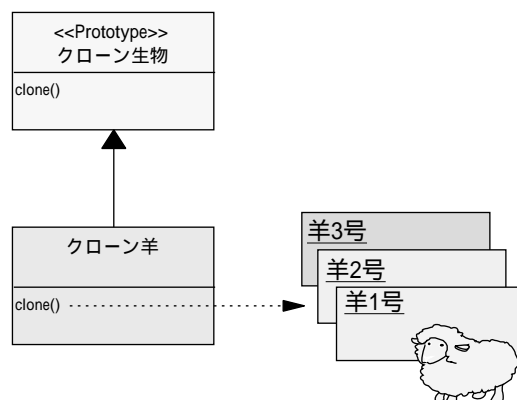 <<Prototype>>
クローン生物
clone()
クローン羊
clone()
羊3号
羊2号
羊1号